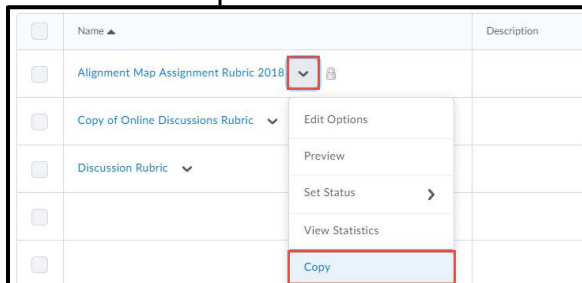 Name
Description
Alignment Map Assignment Rubric 2018
Copy of Online Discussions Rubric
Edit Options
Preview
Discussion Rubric
Set Status
View Statistics
Copy